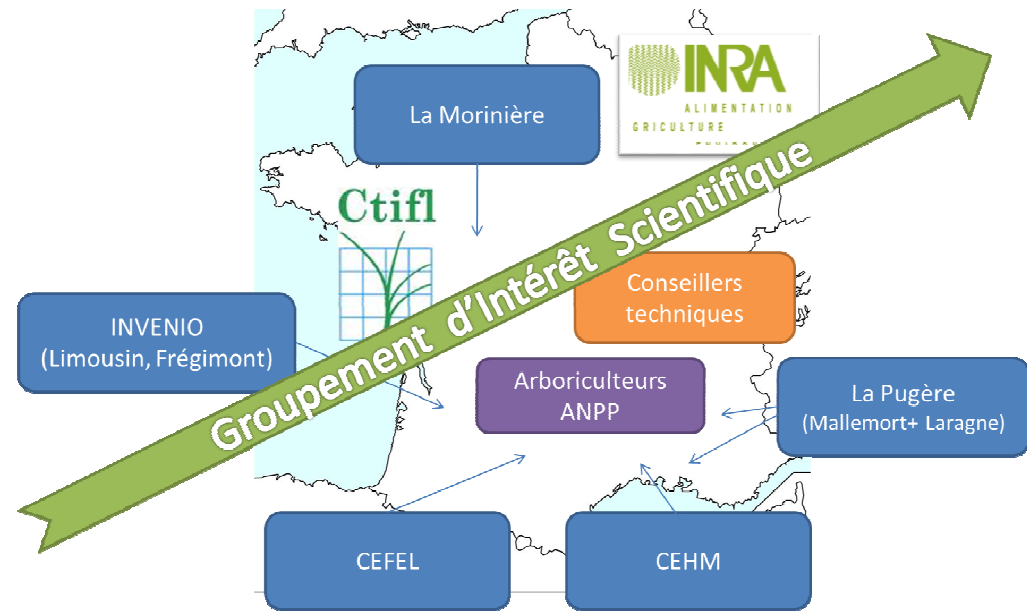 INRA
ALIMENTATION
GRICULTURE
La Morinière
Ctifl
Groupement d'Intérêt Scientifique
Conseillers
techniques
INVENIO
(Limousin, Frégimont)
Arboriculteurs
ANPP
La Pugère
(Mallemort+ Laragne)
CEFEL
CEHM